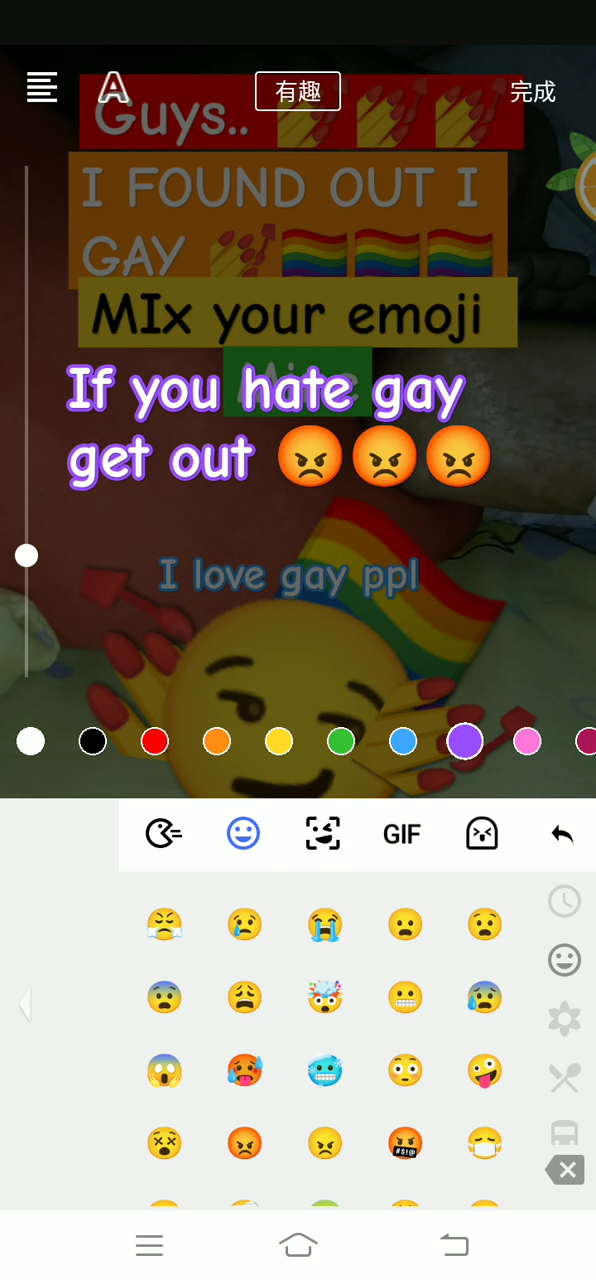 有趣
完成
Guys.. 💅💅💅
I FOUND OUT I
GAY 💅🏳️‍🌈🏳️‍🌈🏳️‍🌈
MIx your emoji
If you hate gay
get out 😡😡😡
I love gay ppl
GIF